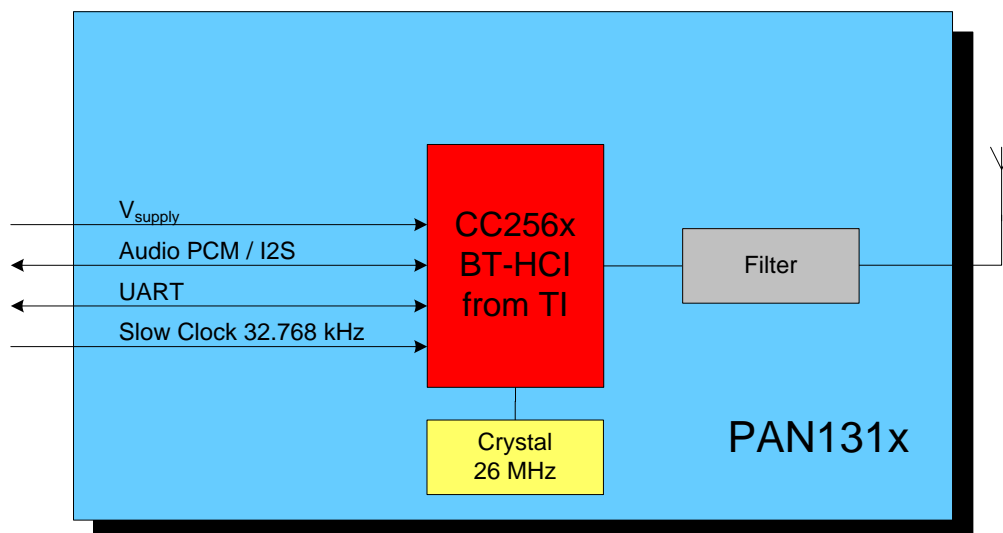 V_supply
Audio PCM / I2S
UART
Slow Clock 32.768 kHz
CC256x
BT-HCI
from TI
Filter
Crystal
26 MHz
PAN131x